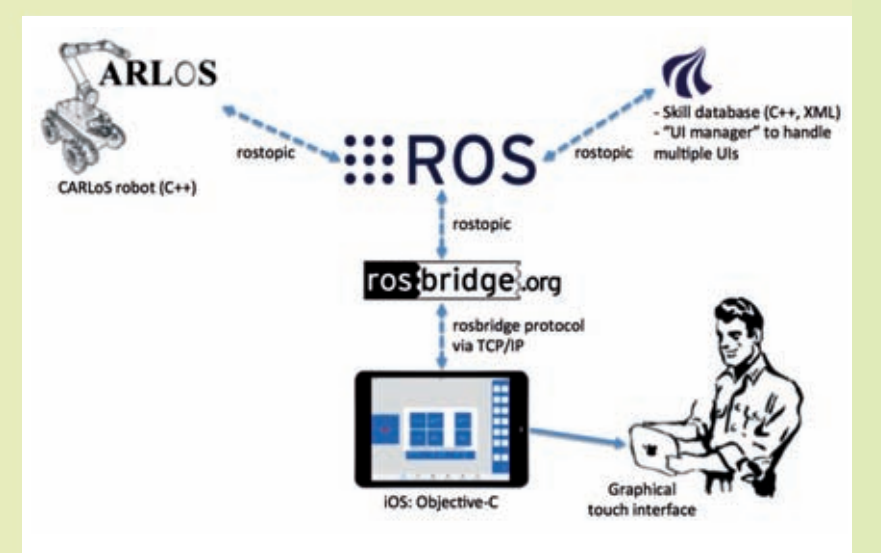 ARLOS
- Skill database (C++, XML)
- “UI manager” to handle
multiple UIs
rostopic
ROS
rostopic
CARLoS robot (C++)
rostopic
rosbridge.org
rosbridge protocol
via TCP/IP
Graphical
touch interface
iOS: Objective-C